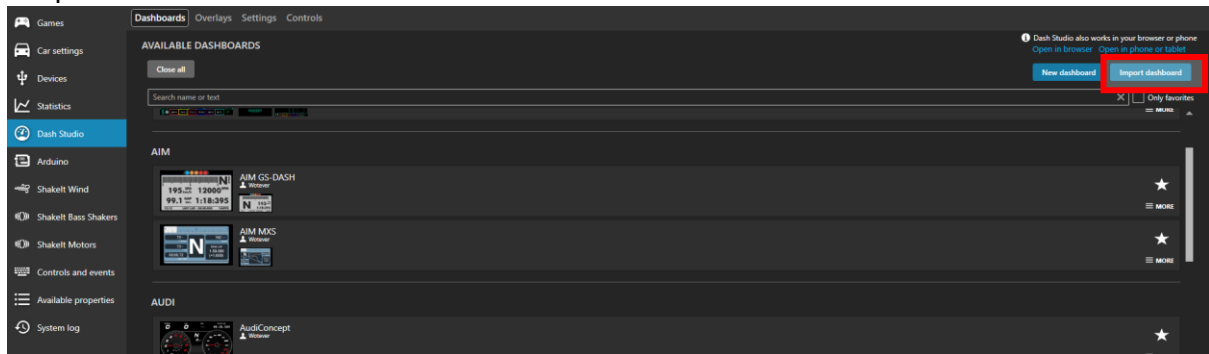 Games
Car settings
Devices
Statistics
Dash Studio
Arduino
ShakeIt Wind
ShakeIt Bass Shakers
ShakeIt Motors
Controls and events
Available properties
System log
Dashboards Overlays Settings Controls
AVAILABLE DASHBOARDS
Dash Studio also works in your browser or phone
Open in browser Open in phone or tablet
Close all
New dashboard Import dashboard
Search name or text
Only favorites
MORE
AIM
AIM GS-DASH
Wotever
N
195 12000
99.1 1:18:395
MORE
AIM MXS
Wotever
N
MORE
AUDI
AudiConcept
Wotever